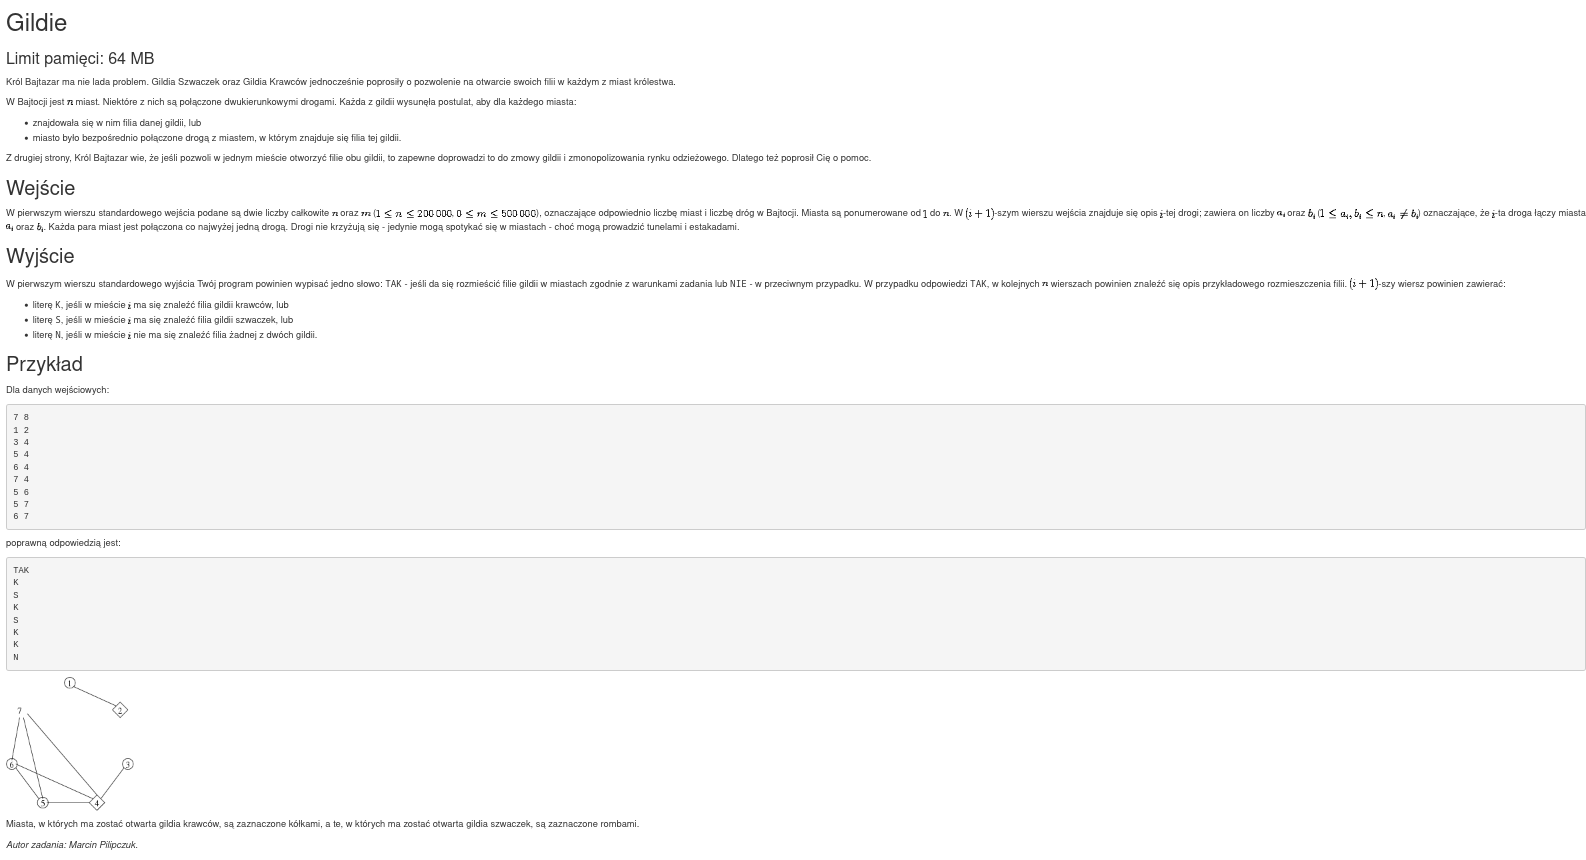 Gildie
Limit pamięci: 64 MB
Król Bajtazar ma nie lada problem. Gildia Szwaczek oraz Gildia Krawców jednocześnie poprosiły o pozwolenie na otwarcie swoich filii w każdym z miast królestwa.
W Bajtocji jest n miast. Niektóre z nich są połączone dwukierunkowymi drogami. Każda z gildii wysunęła postulat, aby dla każdego miasta:
• znajdowała się w nim filia danej gildii, lub
• miasto było bezpośrednio połączone drogą z miastem, w którym znajduje się filia tej gildii.
Z drugiej strony, Król Bajtazar wie, że jeśli pozwoli w jednym mieście otworzyć filie obu gildii, to zapewne doprowadzi to do zmowy gildii i zmonopolizowania rynku odzieżowego. Dlatego też poprosił Cię o pomoc.
Wejście
W pierwszym wierszu standardowego wejścia podane są dwie liczby całkowite n oraz m (1 ≤ n ≤ 200 000, 0 ≤ m ≤ 500 000), oznaczające odpowiednio liczbę miast i liczbę dróg w Bajtocji. Miasta są ponumerowane od 1 do n. W (i + 1)-szym wierszu wejścia znajduje się opis i-tej drogi; zawiera on liczby a_i oraz b_i (1 ≤ a_i, b_i ≤ n, a_i ≠ b_i) oznaczające, że i-ta droga łączy miasta
a_i oraz b_i. Każda para miast jest połączona co najwyżej jedną drogą. Drogi nie krzyżują się - jedynie mogą spotykać się w miastach - choć mogą prowadzić tunelami i estakadami.
Wyjście
W pierwszym wierszu standardowego wyjścia Twój program powinien wypisać jedno słowo: TAK - jeśli da się rozmieścić filie gildii w miastach zgodnie z warunkami zadania lub NIE - w przeciwnym przypadku. W przypadku odpowiedzi TAK, w kolejnych n wierszach powinien znaleźć się opis przykładowego rozmieszczenia filii. (i + 1)-szy wiersz powinien zawierać:
• literę K, jeśli w mieście i ma się znaleźć filia gildii krawców, lub
• literę S, jeśli w mieście i ma się znaleźć filia gildii szwaczek, lub
• literę N, jeśli w mieście i nie ma się znaleźć filia żadnej z dwóch gildii.
Przykład
Dla danych wejściowych:
7 8
1 2
3 4
5 4
6 4
7 4
5 6
5 7
6 7
poprawną odpowiedzią jest:
TAK
K
S
K
S
K
K
N
1
2
7
6
3
5
4
Miasta, w których ma zostać otwarta gildia krawców, są zaznaczone kółkami, a te, w których ma zostać otwarta gildia szwaczek, są zaznaczone rombami.
Autor zadania: Marcin Pilipczuk.